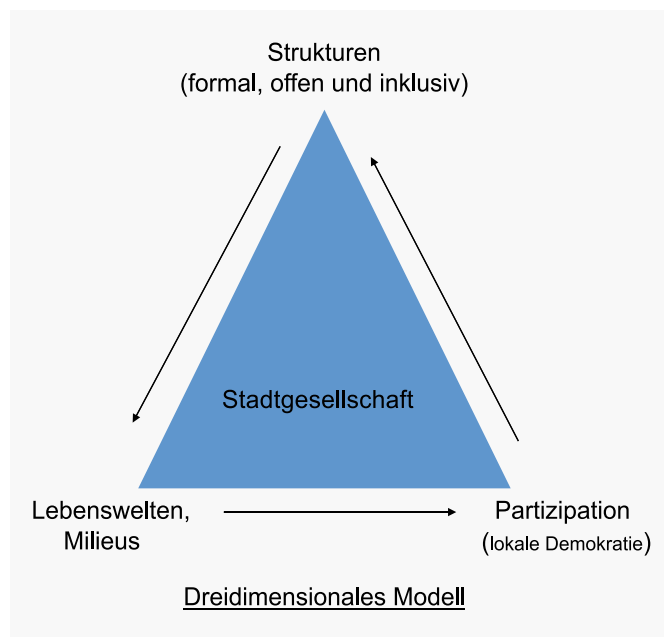 Strukturen
(formal, offen und inklusiv)
Stadtgesellschaft
Lebenswelten,
Milieus
Partizipation
(lokale Demokratie)
Dreidimensionales Modell